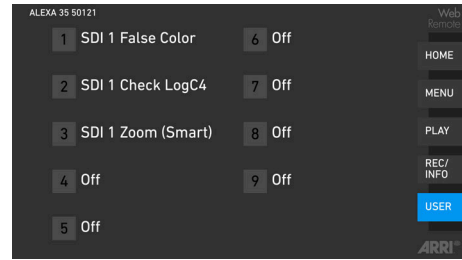 ALEXA 35 50121
Web
Remote
1 SDI 1 False Color
2 SDI 1 Check LogC4
3 SDI 1 Zoom (Smart)
4 Off
5 Off
6 Off
7 Off
8 Off
9 Off
HOME
MENU
PLAY
REC/
INFO
USER
ARRI®